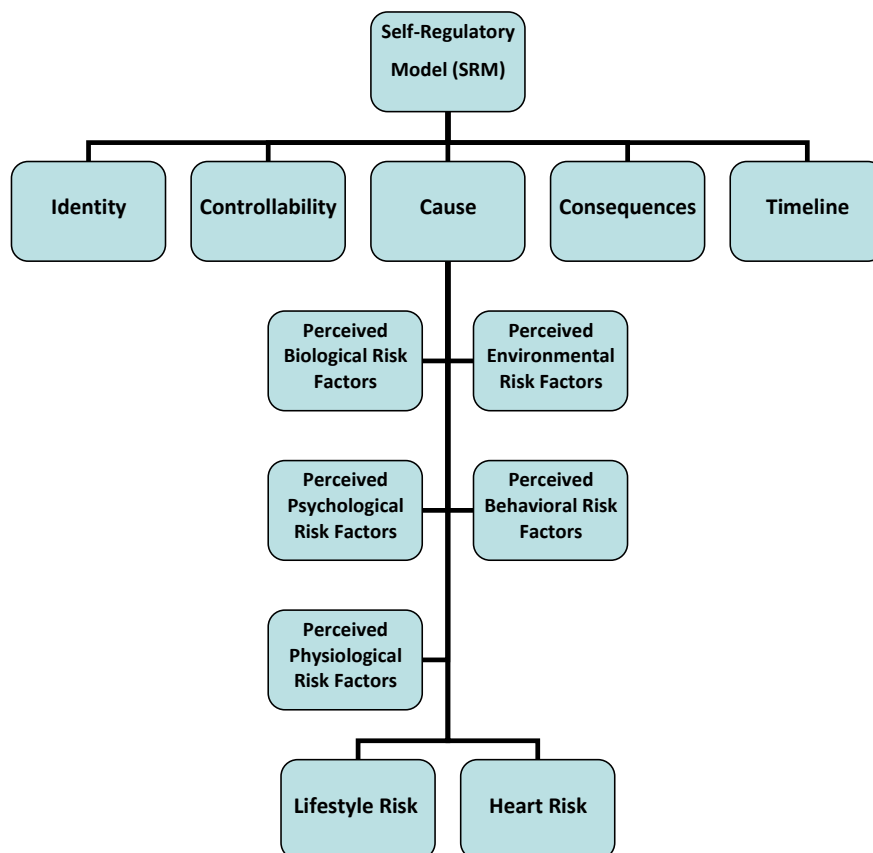 Self-Regulatory
Model (SRM)
Identity
Controllability
Cause
Consequences
Timeline
Perceived
Biological Risk
Factors
Perceived
Environmental
Risk Factors
Perceived
Psychological
Risk Factors
Perceived
Behavioral Risk
Factors
Perceived
Physiological
Risk Factors
Lifestyle Risk
Heart Risk